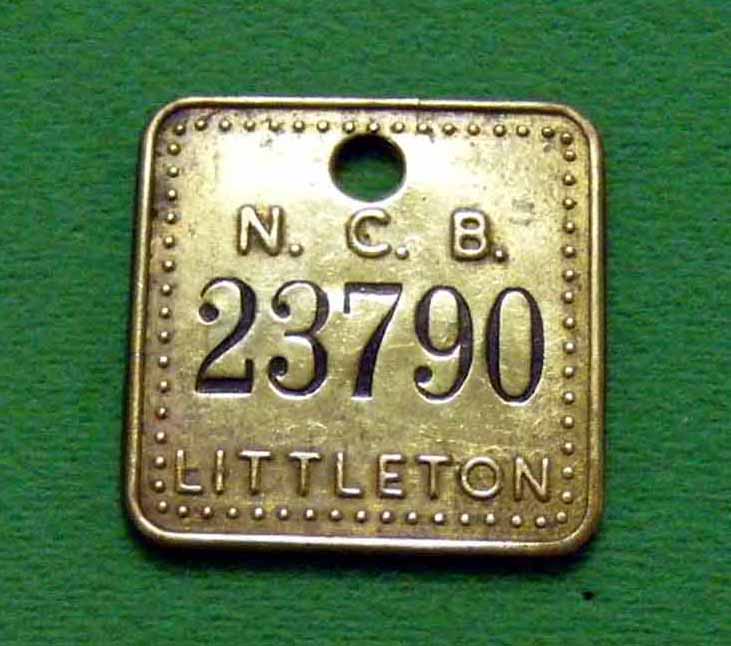 N. C. B.
23790
LITTLETON